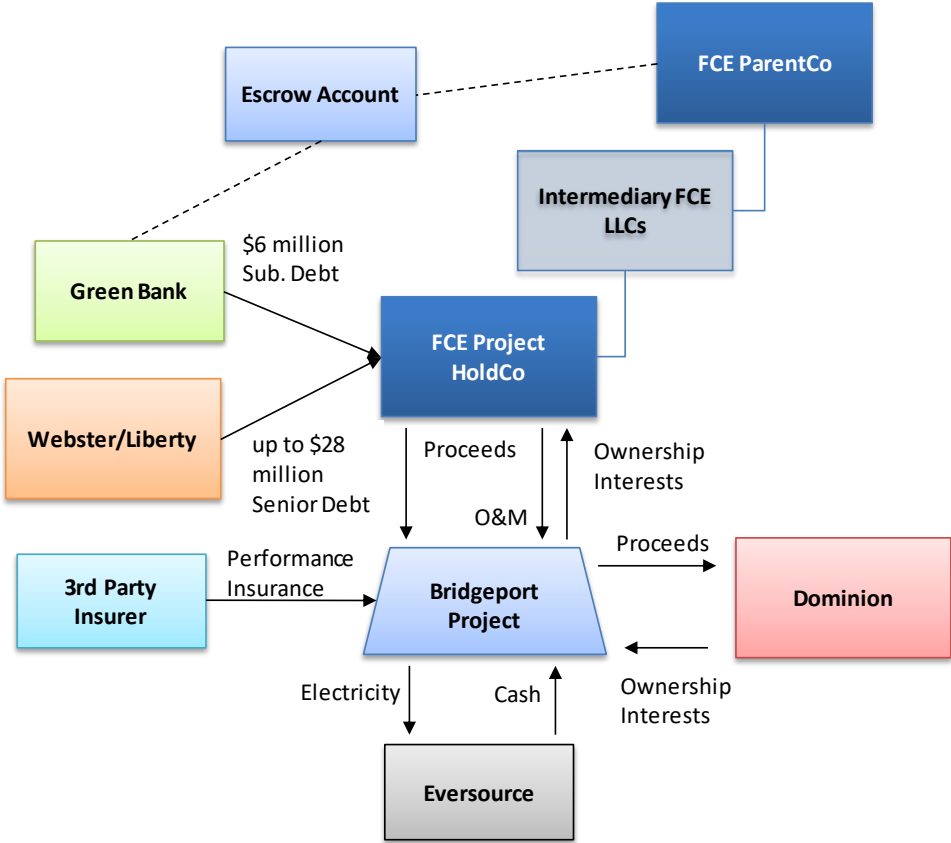 FCE ParentCo
Escrow Account
Intermediary FCE
LLCs
$6 million
Sub. Debt
Green Bank
FCE Project
HoldCo
Webster/Liberty
up to $28
million
Senior Debt
Proceeds
O&M
Ownership
Interests
Performance
Insurance
3rd Party
Insurer
Bridgeport
Project
Proceeds
Dominion
Ownership
Interests
Electricity
Cash
Eversource